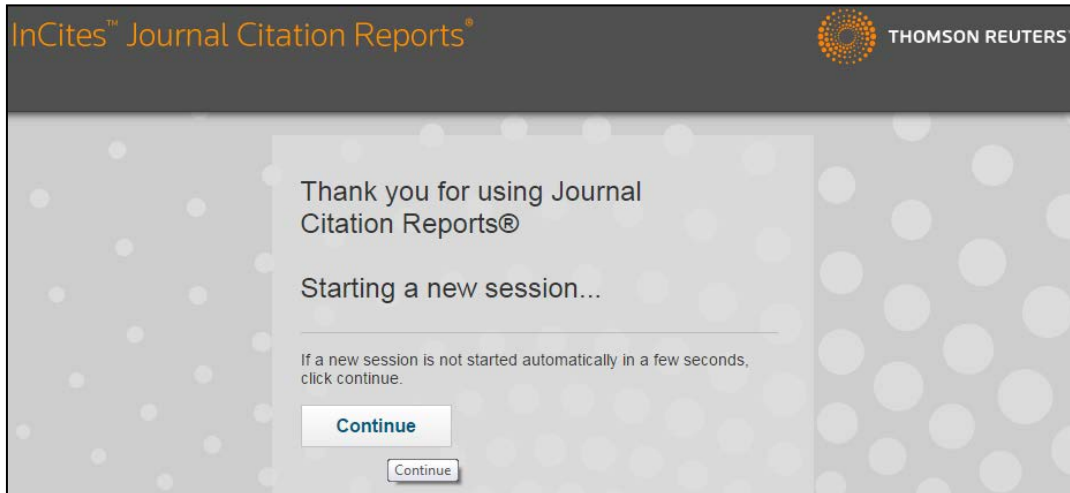 InCites™ Journal Citation Reports®
THOMSON REUTERS™
Thank you for using Journal
Citation Reports®
Starting a new session...
If a new session is not started automatically in a few seconds,
click continue.
Continue
Continue